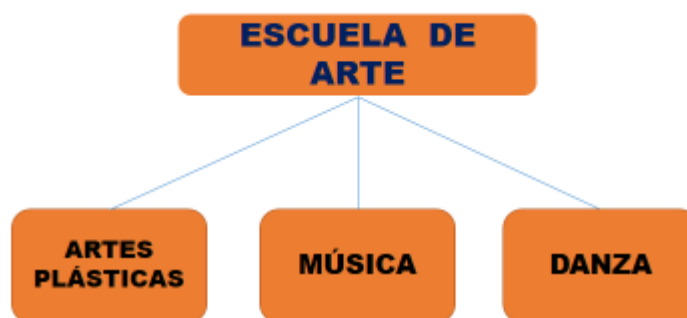 ESCUELA DE
ARTE
ARTES
PLÁSTICAS
MÚSICA
DANZA